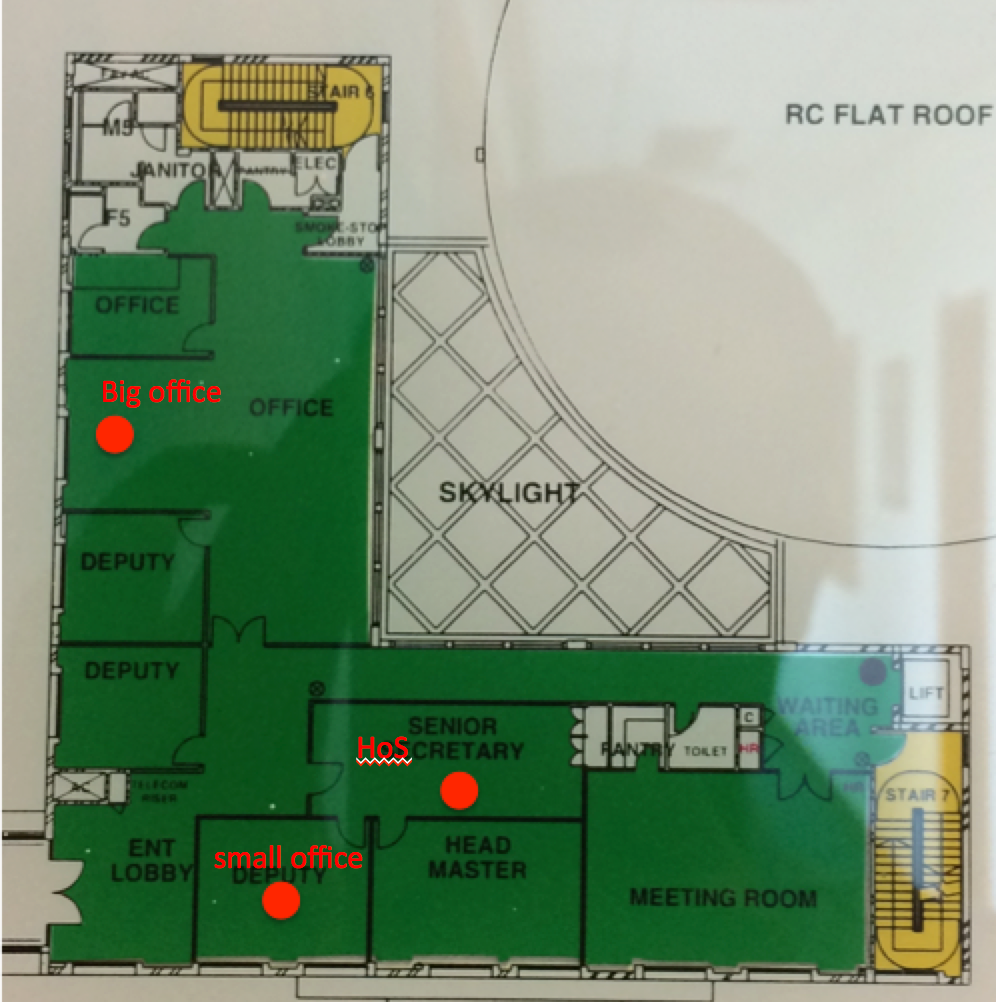 STAIR 6
RC FLAT ROOF
M5
JANITOR
PANTRY
ELEC
F5
SMOKE-STOP
LOBBY
OFFICE
Big office
OFFICE
SKYLIGHT
DEPUTY
DEPUTY
LIFT
WAITING
AREA
SENIOR
SECRETARY
HoS
C
PANTRY
TOILET
HR
HR
TELECOM
RISER
STAIR 7
ENT
LOBBY
small office
DEPUTY
HEAD
MASTER
MEETING ROOM